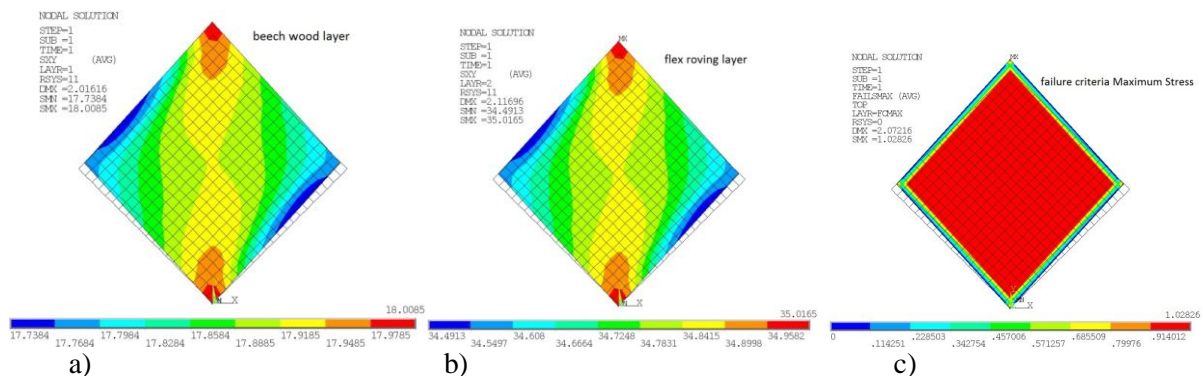 NODAL SOLUTION
STEP=1
SUB =1
TIME=1
SXY (AVG)
LAYR=1
RSYS=11
DMX =2.01616
SMN =17.7384
SMX =18.0085
beech wood layer
18.0085
17.7384 17.7984 17.8584 17.9185 17.9785
17.7684 17.8284 17.8885 17.9485
a)
NODAL SOLUTION
STEP=1
SUB =1
TIME=1
SXY (AVG)
LAYR=2
RSYS=11
DMX =2.11696
SMN =34.4913
SMX =35.0165
MX
flex roving layer
X
35.0165
34.4913 34.608 34.7248 34.8415 34.9582
34.5497 34.6664 34.7831 34.8998
b)
NODAL SOLUTION
STEP=1
SUB =1
TIME=1
FAILSMAX (AVG)
TOP
LAYR=FCMAX
RSYS=0
DMX =2.07216
SMX =1.02826
MX
failure criteria Maximum Stress
X
1.02826
0 .228503 .457006 .685509 .914012
.114251 .342754 .571257 .79976
c)